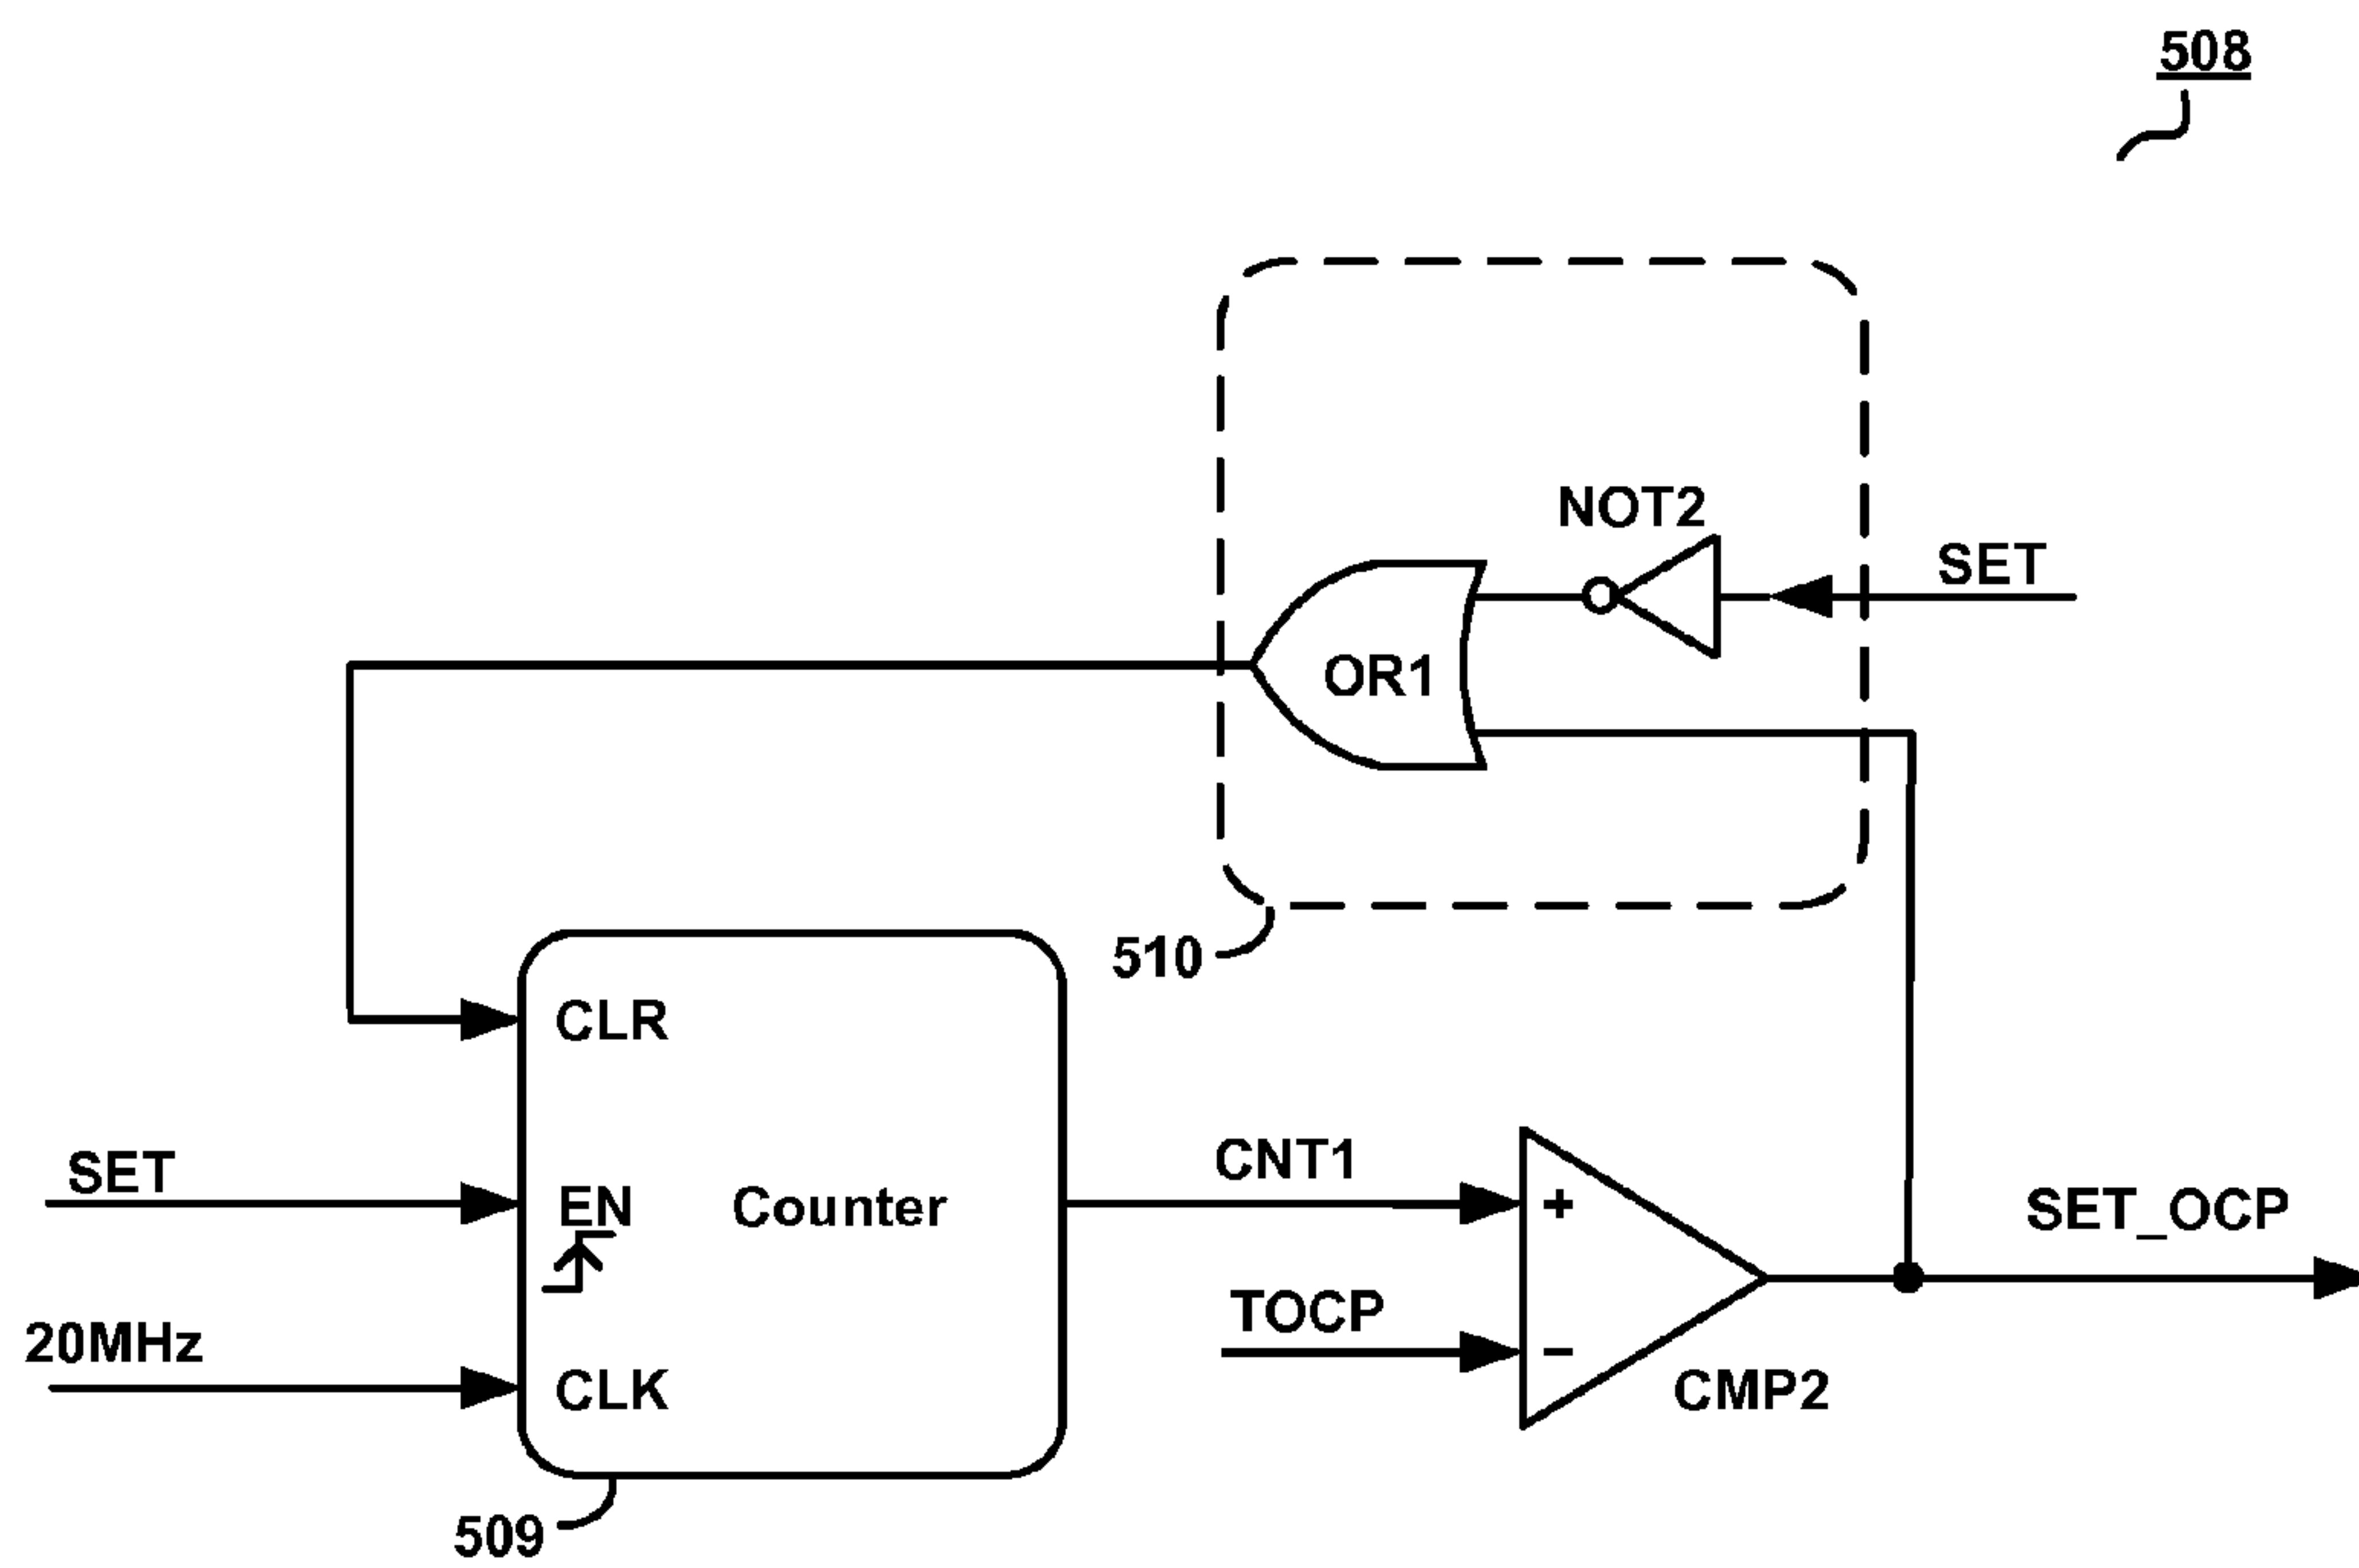 508
NOT2
SET
OR1
510
CLR
SET
EN
Counter
CNT1
SET_OCP
TOCP
+
−
20MHz
CLK
CMP2
509